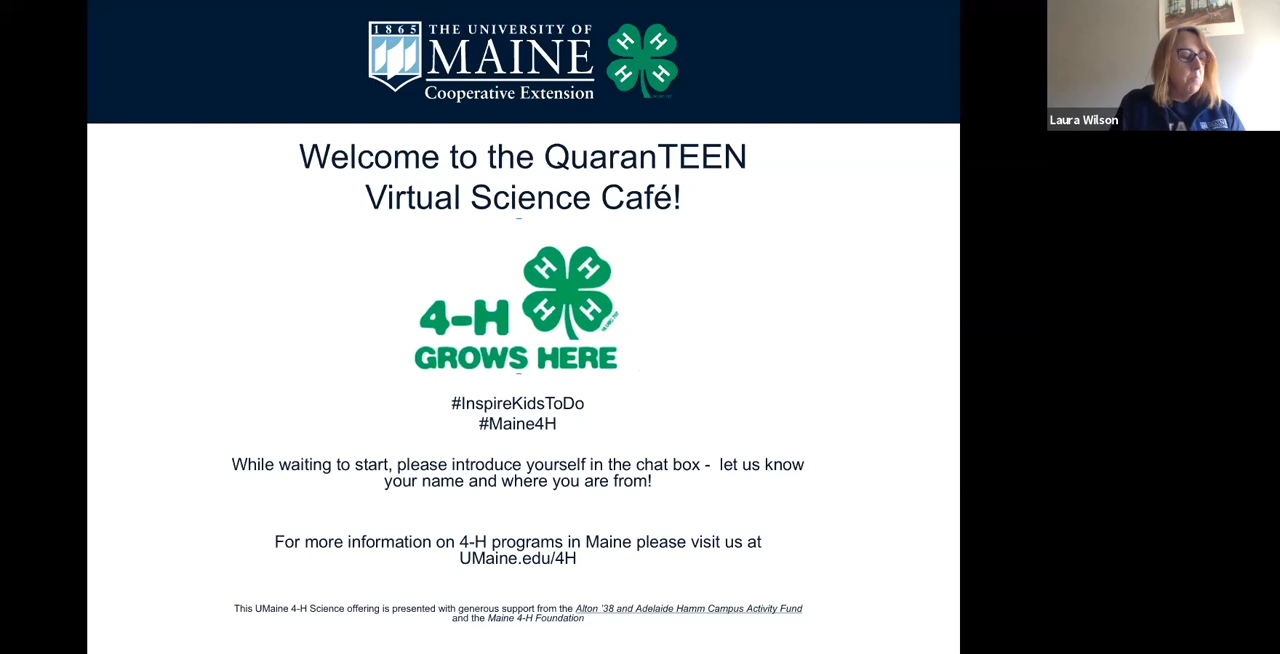 1865
THE UNIVERSITY OF
MAINE
Cooperative Extension
H H
H H
Laura Wilson
Welcome to the QuaranTEEN
Virtual Science Café!
H H
H H
4-H
GROWS HERE
#InspireKidsToDo
#Maine4H
While waiting to start, please introduce yourself in the chat box - let us know
your name and where you are from!
For more information on 4-H programs in Maine please visit us at
UMaine.edu/4H
This UMaine 4-H Science offering is presented with generous support from the Alton '38 and Adelaide Hamm Campus Activity Fund
and the Maine 4-H Foundation